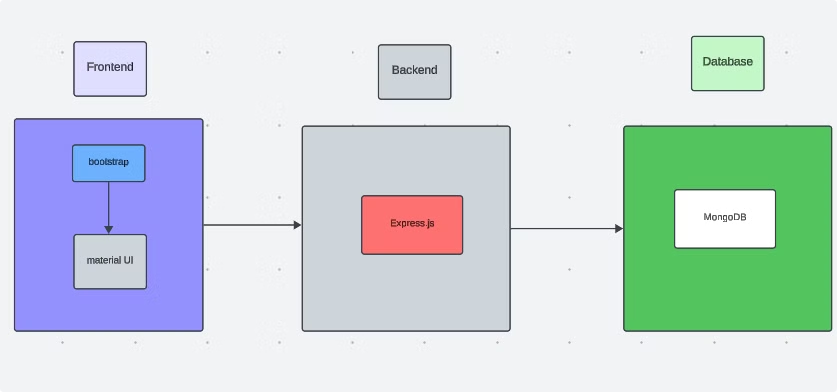 Frontend
Backend
Database
bootstrap
material UI
Express.js
MongoDB